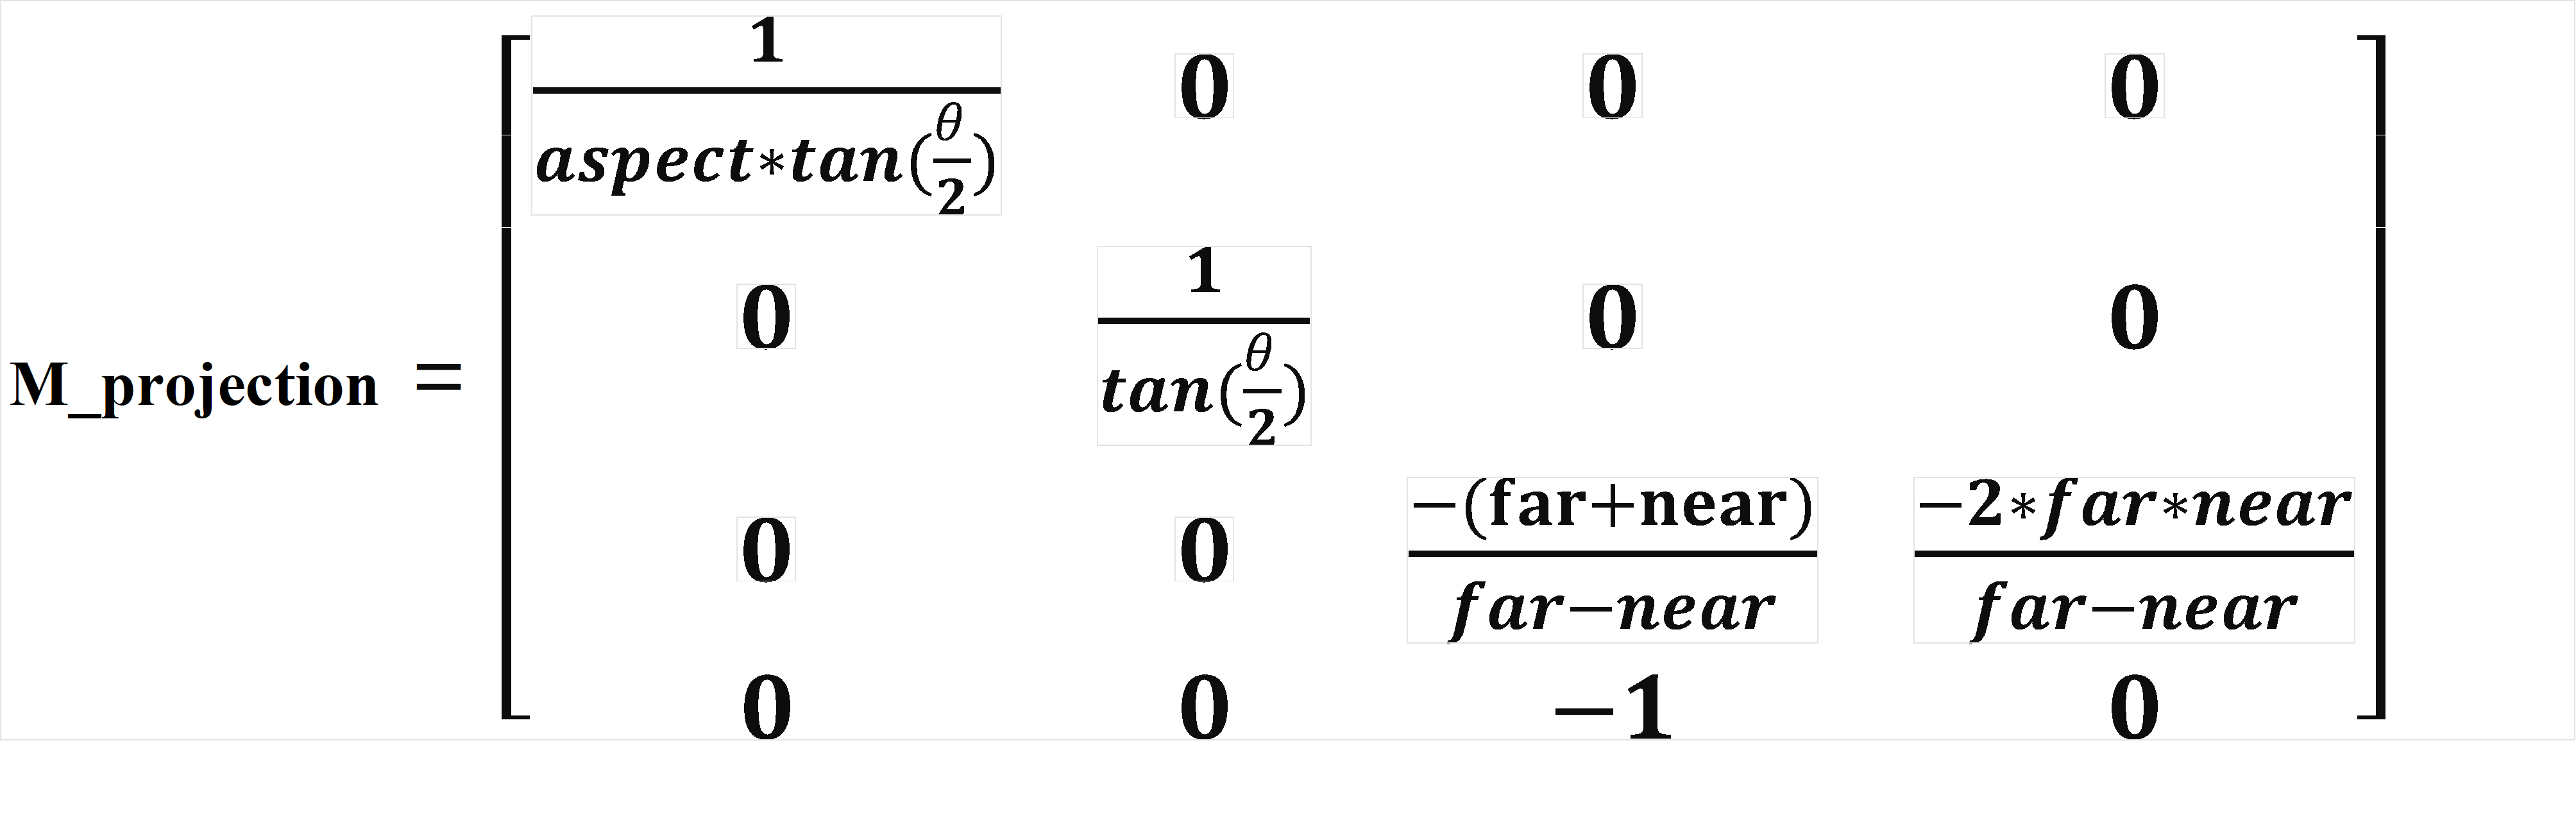 M_projection = [ 1/(aspect*tan(θ/2)) 0 0 0
0 1/(tan(θ/2)) 0 0
0 0 (−(far+near))/(far−near) (−2*far*near)/(far−near)
0 0 −1 0 ]